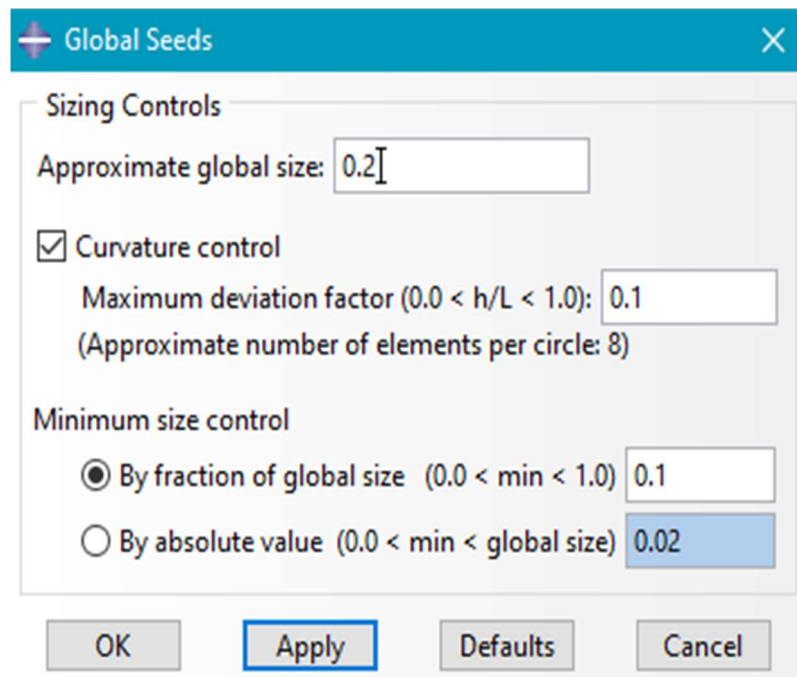 Global Seeds
Sizing Controls
Approximate global size: 0.2
Curvature control
Maximum deviation factor (0.0 < h/L < 1.0): 0.1
(Approximate number of elements per circle: 8)
Minimum size control
By fraction of global size (0.0 < min < 1.0) 0.1
By absolute value (0.0 < min < global size) 0.02
OK Apply Defaults Cancel